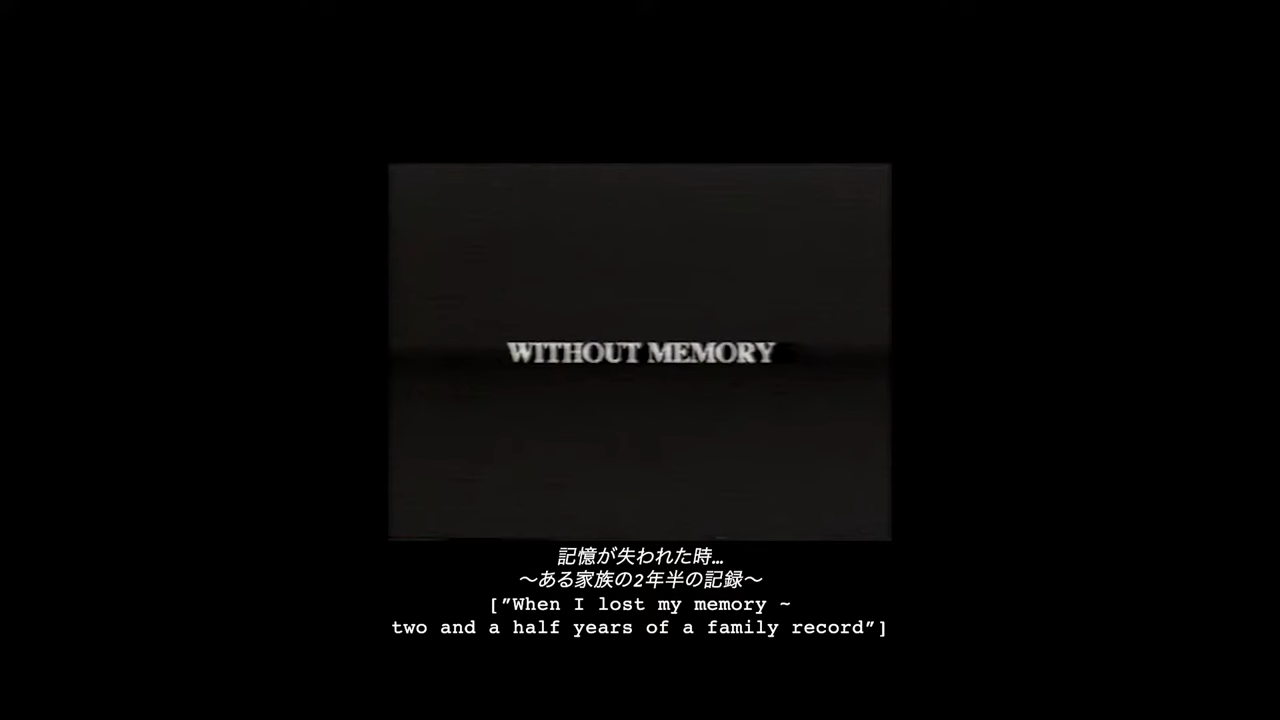 WITHOUT MEMORY
記憶が失われた時…
～ある家族の2年半の記録～
["When I lost my memory ~
two and a half years of a family record"]